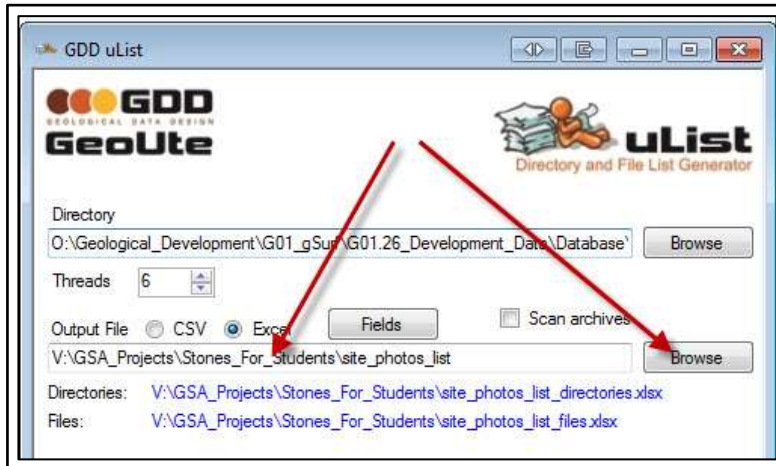 GDD uList
GDD
GEOLOGICAL DATA DESIGN
GeoUte
uList
Directory and File List Generator
Directory
O:\Geological_Development\G01_gSurf\G01.26_Development_Data\Database\
Browse
Threads 6
Output File CSV Excel Fields Scan archives
V:\GSA_Projects\Stones_For_Students\site_photos_list Browse
Directories: V:\GSA_Projects\Stones_For_Students\site_photos_list_directories.xlsx
Files: V:\GSA_Projects\Stones_For_Students\site_photos_list_files.xlsx